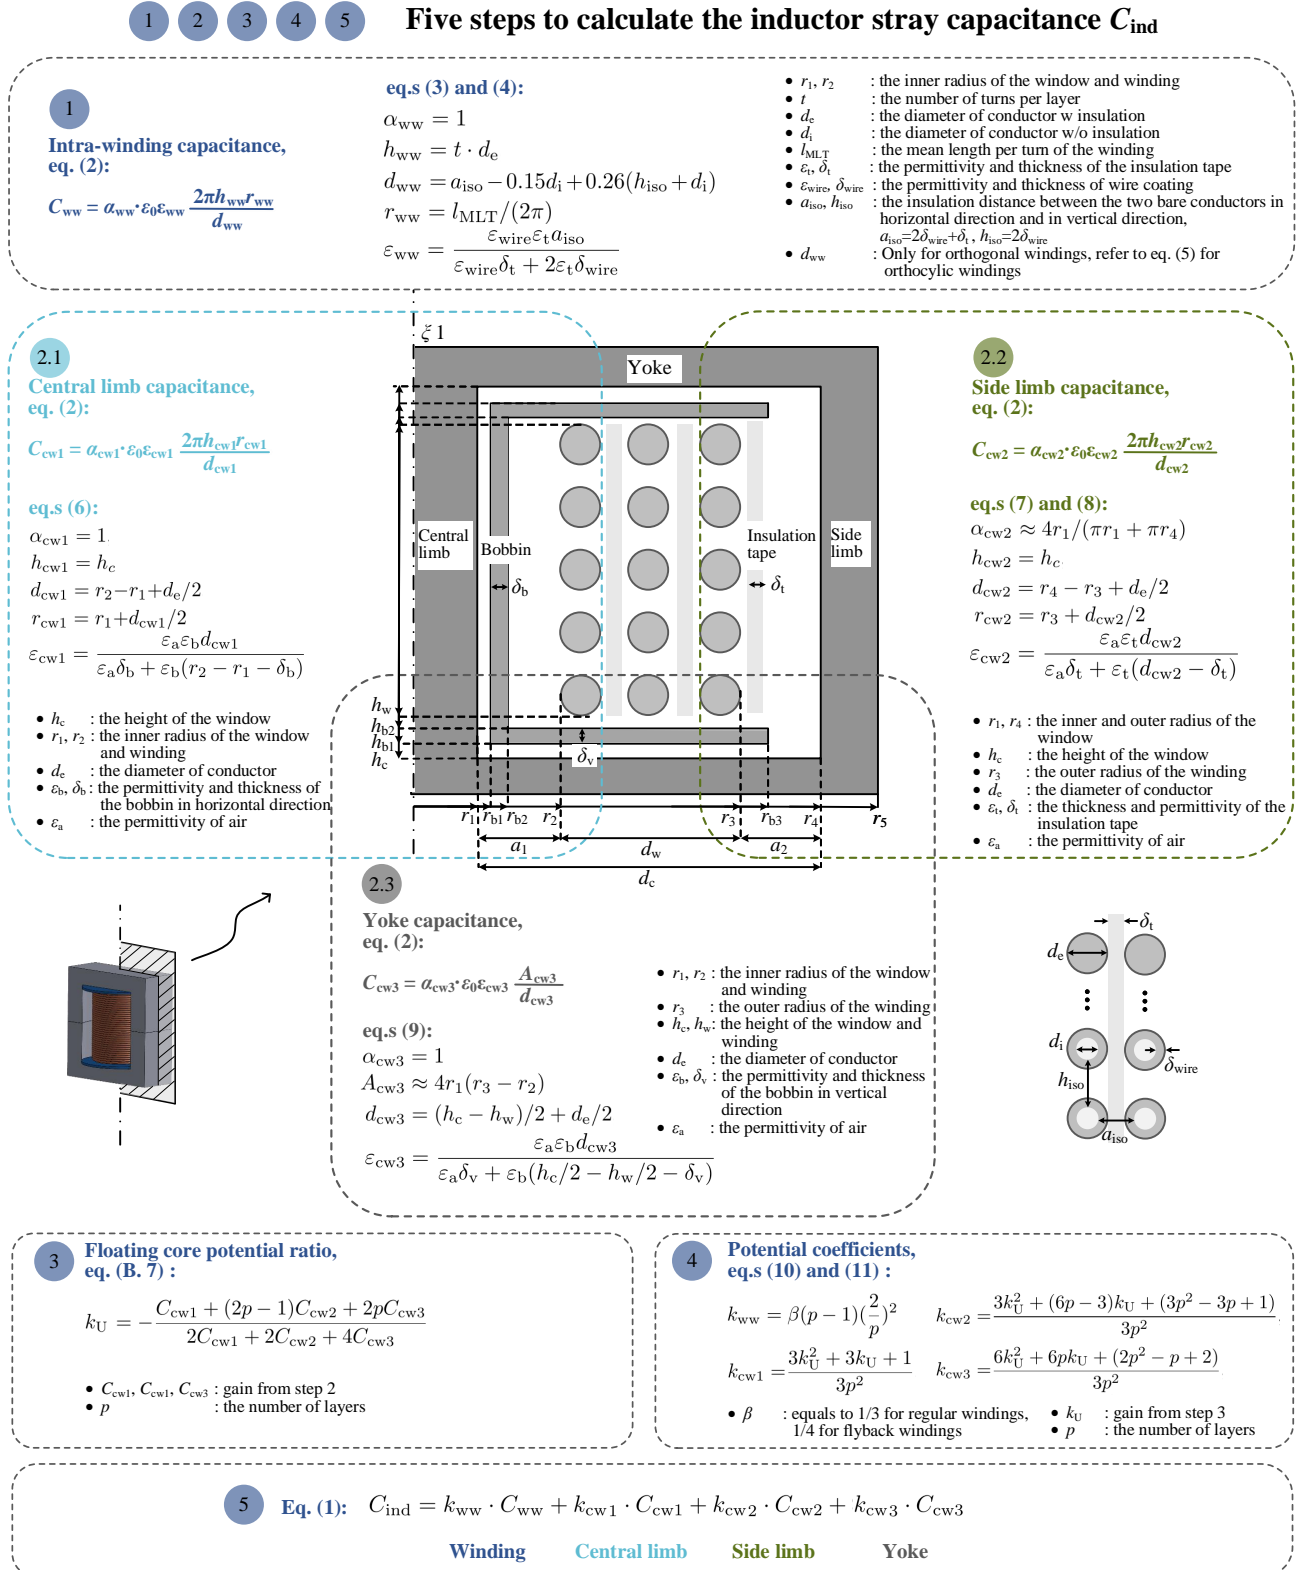 1 2 3 4 5 Five steps to calculate the inductor stray capacitance C_ind
1
Intra-winding capacitance,
eq. (2):
C_ww = α_ww·ε_0ε_ww 2πh_ww r_ww / d_ww
eq.s (3) and (4):
α_ww = 1
h_ww = t · d_e
d_ww = a_iso − 0.15d_i + 0.26(h_iso + d_i)
r_ww = l_MLT/(2π)
ε_ww = ε_wire ε_t a_iso / (ε_wire δ_t + 2ε_t δ_wire)
• r_1, r_2 : the inner radius of the window and winding
• t : the number of turns per layer
• d_e : the diameter of conductor w insulation
• d_i : the diameter of conductor w/o insulation
• l_MLT : the mean length per turn of the winding
• ε_t, δ_t : the permittivity and thickness of the insulation tape
• ε_wire, δ_wire : the permittivity and thickness of wire coating
• a_iso, h_iso : the insulation distance between the two bare conductors in
horizontal direction and in vertical direction,
a_iso=2δ_wire+δ_t , h_iso=2δ_wire
• d_ww : Only for orthogonal windings, refer to eq. (5) for
orthocylic windings
2.1
Central limb capacitance,
eq. (2):
C_cw1 = α_cw1·ε_0ε_cw1 2πh_cw1 r_cw1 / d_cw1
eq.s (6):
α_cw1 = 1
h_cw1 = h_c
d_cw1 = r_2−r_1+d_e/2
r_cw1 = r_1+d_cw1/2
ε_cw1 = ε_a ε_b d_cw1 / (ε_a δ_b + ε_b(r_2 − r_1 − δ_b))
• h_c : the height of the window
• r_1, r_2 : the inner radius of the window
and winding
• d_e : the diameter of conductor
• ε_b, δ_b : the permittivity and thickness of
the bobbin in horizontal direction
• ε_a : the permittivity of air
ξ 1
Yoke
Central
limb
Bobbin
δ_b
Insulation
tape
δ_t
Side
limb
h_w
h_b2
h_b1
h_c
δ_v
r_1 r_b1 r_b2 r_2 r_3 r_b3 r_4 r_5
a_1 d_w a_2
d_c
2.2
Side limb capacitance,
eq. (2):
C_cw2 = α_cw2·ε_0ε_cw2 2πh_cw2 r_cw2 / d_cw2
eq.s (7) and (8):
α_cw2 ≈ 4r_1/(πr_1 + πr_4)
h_cw2 = h_c
d_cw2 = r_4 − r_3 + d_e/2
r_cw2 = r_3 + d_cw2/2
ε_cw2 = ε_a ε_t d_cw2 / (ε_a δ_t + ε_t(d_cw2 − δ_t))
• r_1, r_4 : the inner and outer radius of the
window
• h_c : the height of the window
• r_3 : the outer radius of the winding
• d_e : the diameter of conductor
• ε_t, δ_t : the thickness and permittivity of the
insulation tape
• ε_a : the permittivity of air
2.3
Yoke capacitance,
eq. (2):
C_cw3 = α_cw3·ε_0ε_cw3 A_cw3 / d_cw3
eq.s (9):
α_cw3 = 1
A_cw3 ≈ 4r_1(r_3 − r_2)
d_cw3 = (h_c − h_w)/2 + d_e/2
ε_cw3 = ε_a ε_b d_cw3 / (ε_a δ_v + ε_b(h_c/2 − h_w/2 − δ_v))
• r_1, r_2 : the inner radius of the window
and winding
• r_3 : the outer radius of the winding
• h_c, h_w: the height of the window and
winding
• d_e : the diameter of conductor
• ε_b, δ_v : the permittivity and thickness
of the bobbin in vertical
direction
• ε_a : the permittivity of air
δ_t
d_e
d_i
δ_wire
h_iso
a_iso
3
Floating core potential ratio,
eq. (B. 7) :
k_U = − (C_cw1 + (2p − 1)C_cw2 + 2pC_cw3) / (2C_cw1 + 2C_cw2 + 4C_cw3)
• C_cw1, C_cw1, C_cw3 : gain from step 2
• p : the number of layers
4
Potential coefficients,
eq.s (10) and (11) :
k_ww = β(p − 1)(2/p)^2
k_cw2 = (3k_U^2 + (6p − 3)k_U + (3p^2 − 3p + 1)) / 3p^2
k_cw1 = (3k_U^2 + 3k_U + 1) / 3p^2
k_cw3 = (6k_U^2 + 6pk_U + (2p^2 − p + 2)) / 3p^2
• β : equals to 1/3 for regular windings,
1/4 for flyback windings
• k_U : gain from step 3
• p : the number of layers
5
Eq. (1): C_ind = k_ww · C_ww + k_cw1 · C_cw1 + k_cw2 · C_cw2 + k_cw3 · C_cw3
Winding Central limb Side limb Yoke